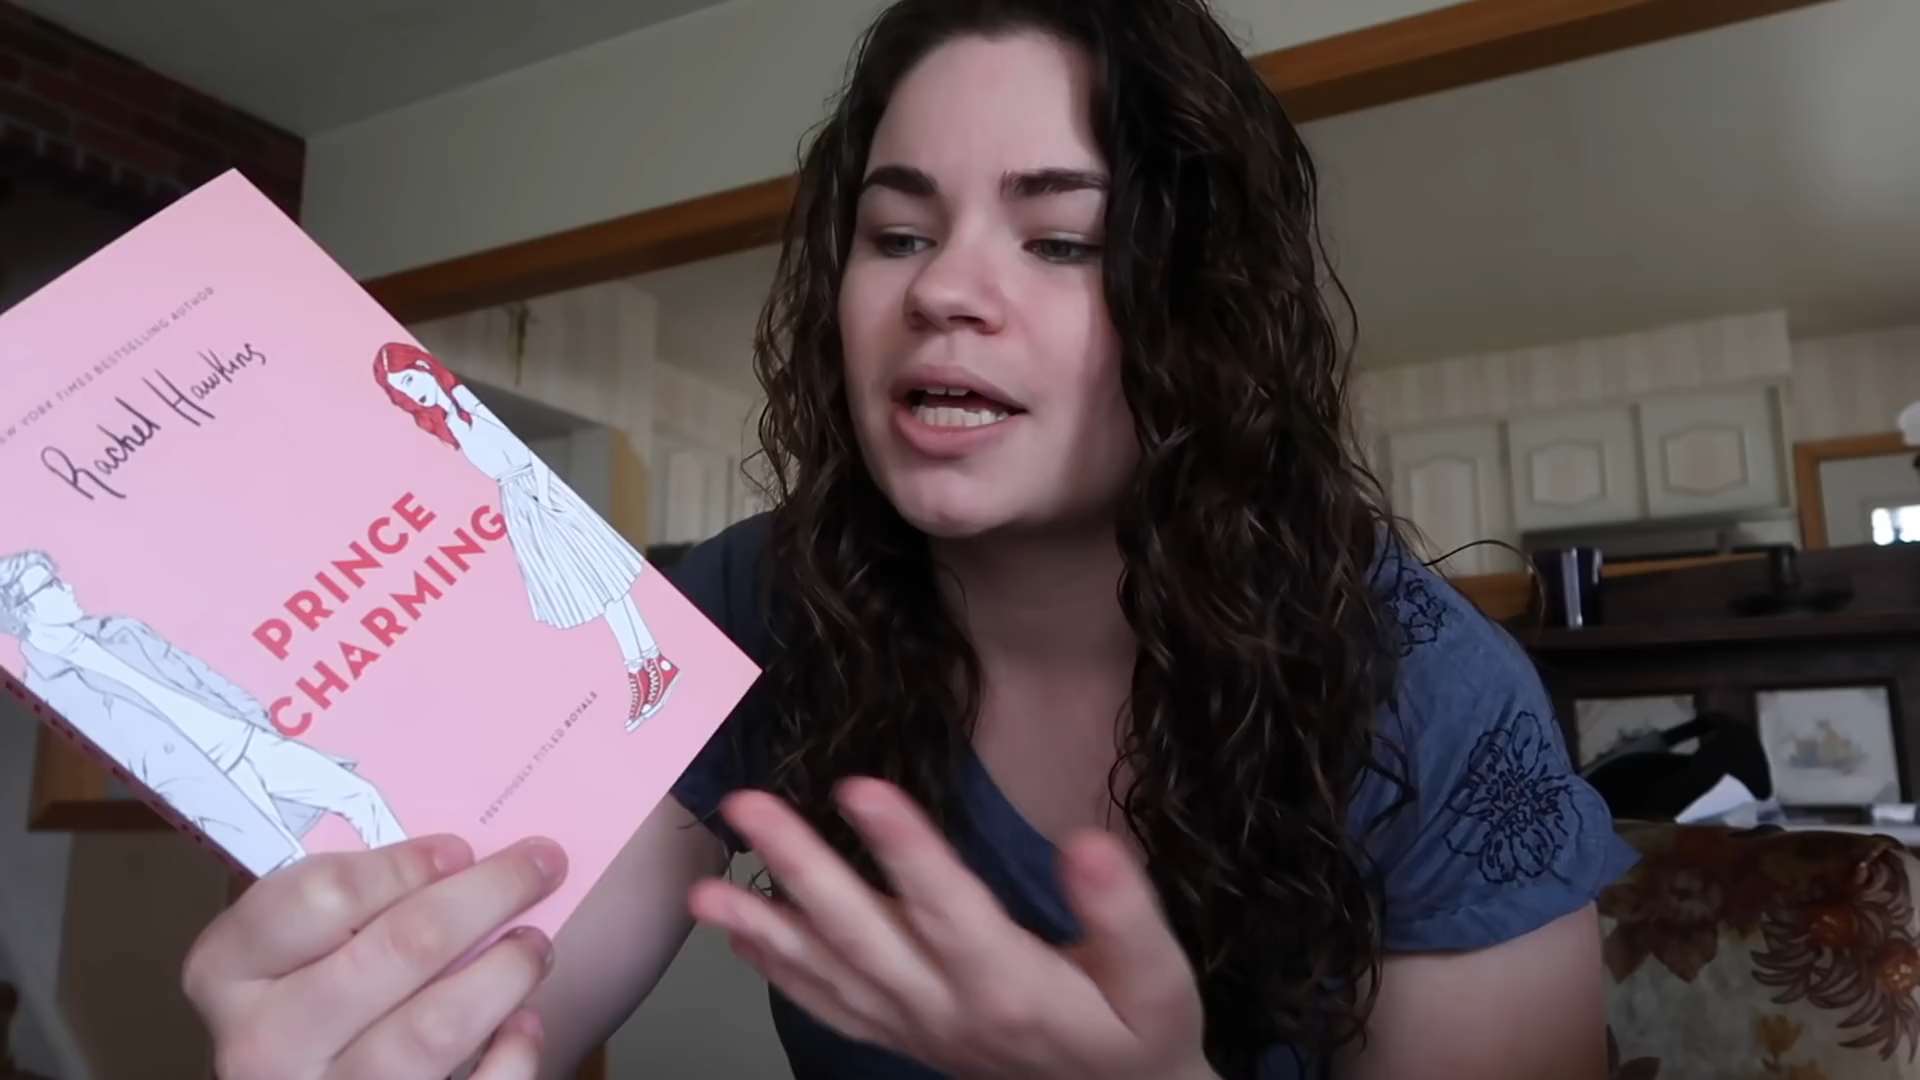 NEW YORK TIMES BESTSELLING AUTHOR
Rachel Hawkins
PRINCE
CHARMING
PREVIOUSLY TITLED ROYALS